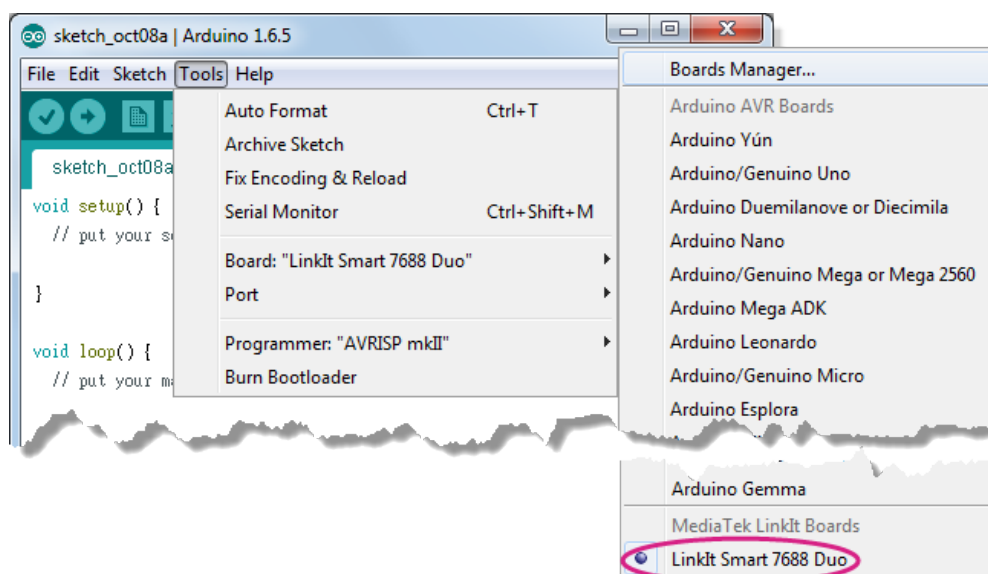 sketch_oct08a | Arduino 1.6.5
File Edit Sketch Tools Help
sketch_oct08a
void setup() {
// put your s
}
void loop() {
// put your m
Auto Format Ctrl+T
Archive Sketch
Fix Encoding & Reload
Serial Monitor Ctrl+Shift+M
Board: "LinkIt Smart 7688 Duo"
Port
Programmer: "AVRISP mkII"
Burn Bootloader
Boards Manager...
Arduino AVR Boards
Arduino Yún
Arduino/Genuino Uno
Arduino Duemilanove or Diecimila
Arduino Nano
Arduino/Genuino Mega or Mega 2560
Arduino Mega ADK
Arduino Leonardo
Arduino/Genuino Micro
Arduino Esplora
Arduino Gemma
MediaTek LinkIt Boards
LinkIt Smart 7688 Duo